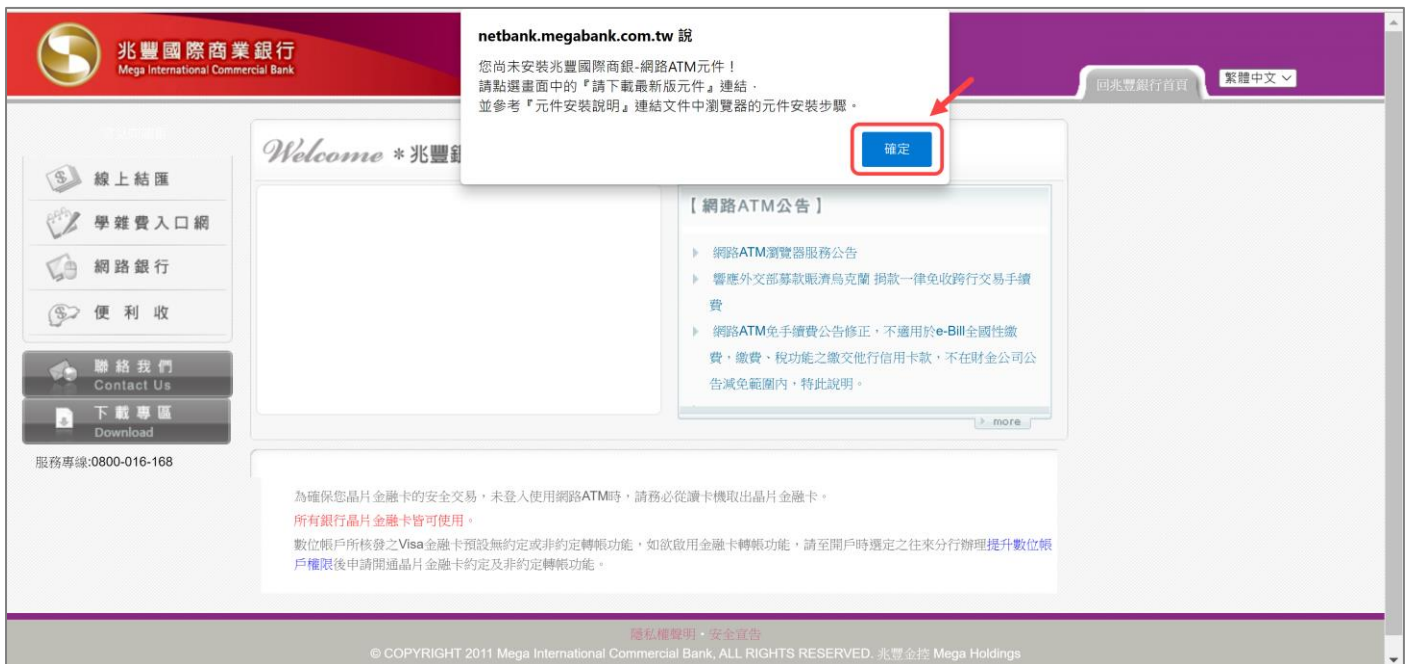 兆豐國際商業銀行
Mega International Commercial Bank
netbank.megabank.com.tw 說
您尚未安裝兆豐國際商銀-網路ATM元件！
請點選畫面中的『請下載最新版元件』連結．
並參考『元件安裝說明』連結文件中瀏覽器的元件安裝步驟。
確定
回兆豐銀行首頁
繁體中文
線上結匯
學雜費入口網
網路銀行
便利收
聯絡我們
Contact Us
下載專區
Download
服務專線:0800-016-168
Welcome *兆豐
【網路ATM公告】
網路ATM瀏覽器服務公告
響應外交部募款賑濟烏克蘭 捐款一律免收跨行交易手續
費
網路ATM免手續費公告修正，不適用於e-Bill全國性繳
費，繳費、稅功能之繳交他行信用卡款，不在財金公司公
告減免範圍內，特此說明。
more
為確保您晶片金融卡的安全交易，未登入使用網路ATM時，請務必從讀卡機取出晶片金融卡。
所有銀行晶片金融卡皆可使用。
數位帳戶所核發之Visa金融卡預設無約定或非約定轉帳功能，如欲啟用金融卡轉帳功能，請至開戶時選定之往來分行辦理提升數位帳
戶權限後申請開通晶片金融卡約定及非約定轉帳功能。
隱私權聲明・安全宣告
© COPYRIGHT 2011 Mega International Commercial Bank, ALL RIGHTS RESERVED. 兆豐金控 Mega Holdings